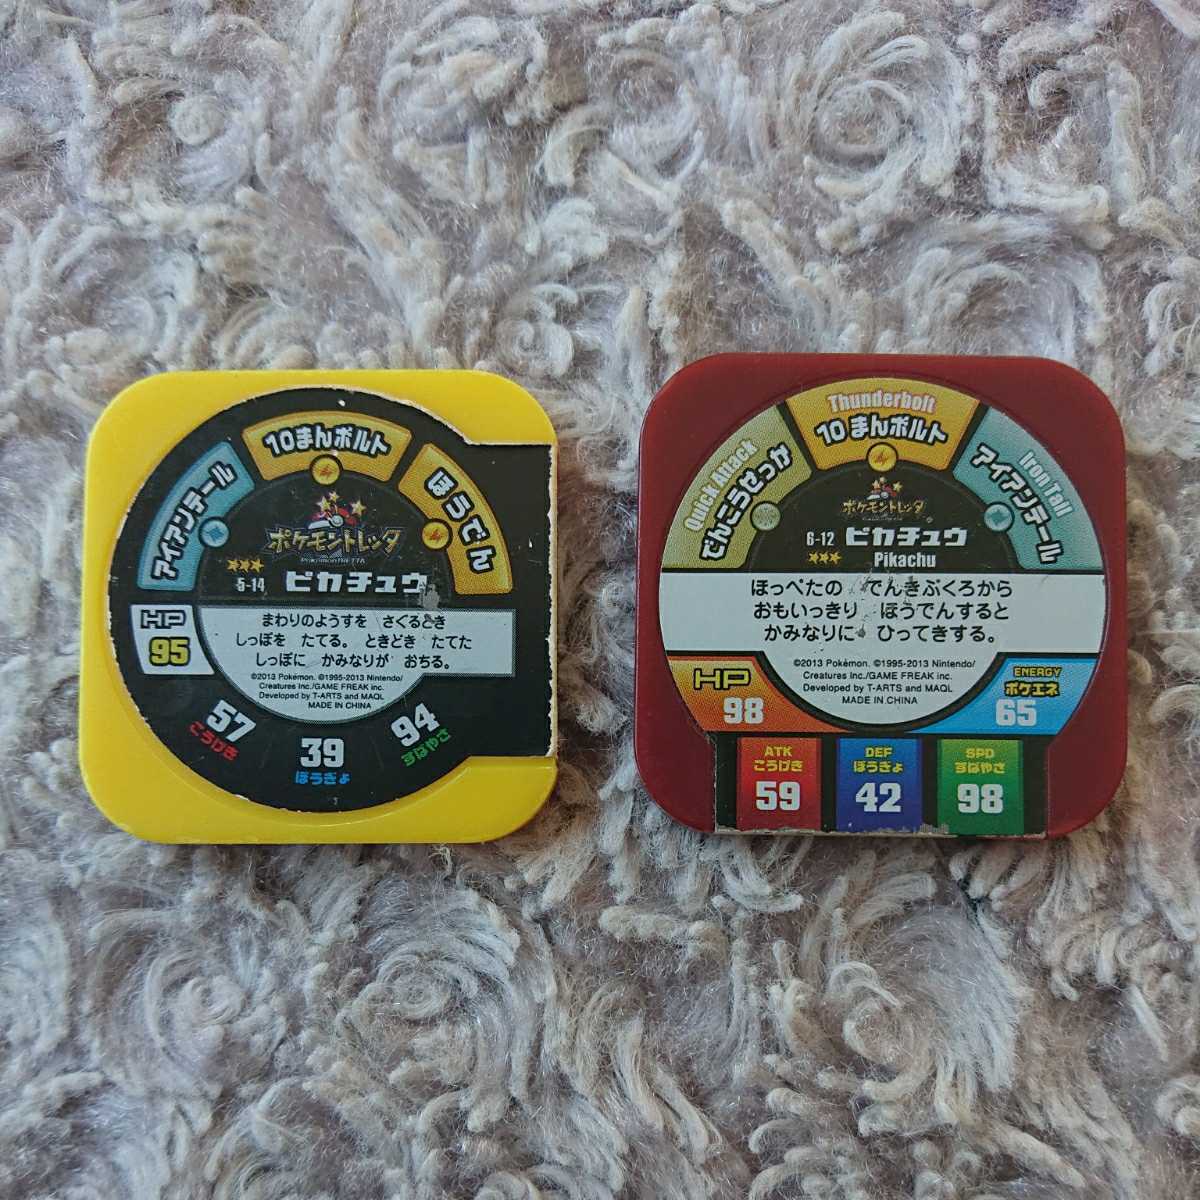 アイアンテール
10まんボルト
ほうでん
ポケモントレッタ
5-14
ピカチュウ
HP
95
まわりのようすを さぐるとき
しっぽを たてる。 ときどき たてた
しっぽに かみなりが おちる。
©2013 Pokémon. ©1995-2013 Nintendo/
Creatures Inc./GAME FREAK inc.
Developed by T-ARTS and MAQL
MADE IN CHINA
57
こうげき
39
ぼうぎょ
94
すばやさ
Quick Attack
でんこうせっか
Thunderbolt
10まんボルト
Iron Tail
アイアンテール
ポケモントレッタ
6-12 ピカチュウ
Pikachu
ほっぺたの でんきぶくろから
おもいっきり ほうでんすると
かみなりに ひってきする。
©2013 Pokémon. ©1995-2013 Nintendo/
Creatures Inc./GAME FREAK inc.
Developed by T-ARTS and MAQL
MADE IN CHINA
HP
98
ENERGY
ポケエネ
65
ATK
こうげき
59
DEF
ぼうぎょ
42
SPD
すばやさ
98